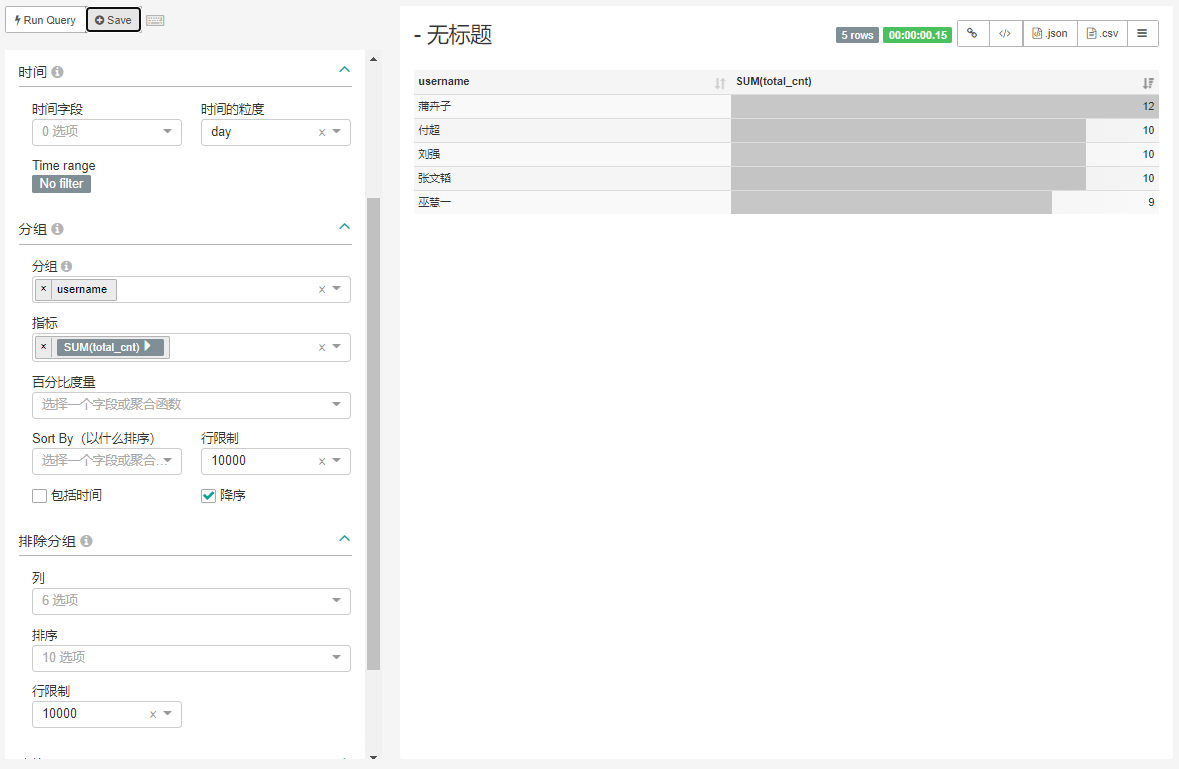 Run Query
Save
时间
时间字段
时间的粒度
0 选项
day
Time range
No filter
分组
分组
username
指标
SUM(total_cnt)
百分比度量
选择一个字段或聚合函数
Sort By（以什么排序）
行限制
选择一个字段或聚合...
10000
包括时间
降序
排除分组
列
6 选项
排序
10 选项
行限制
10000
- 无标题
5 rows
00:00:00.15
.json
.csv
username
SUM(total_cnt)
蒲卉子
12
付超
10
刘强
10
张文韬
10
巫慧一
9